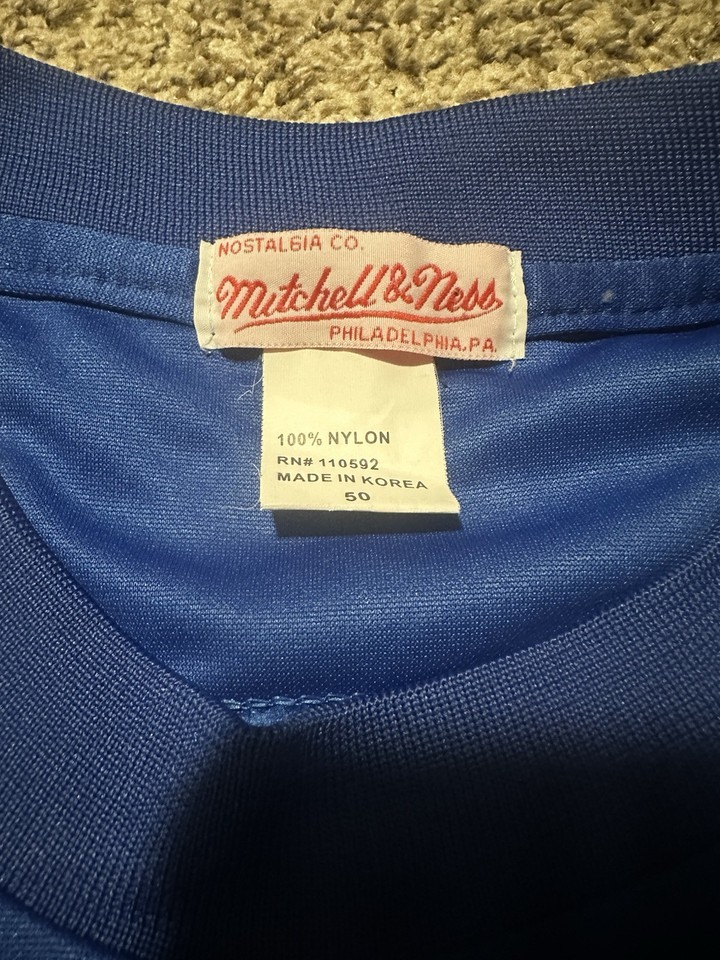 NOSTALGIA CO.
Mitchell & Ness
PHILADELPHIA, PA.
100% NYLON
RN# 110592
MADE IN KOREA
50